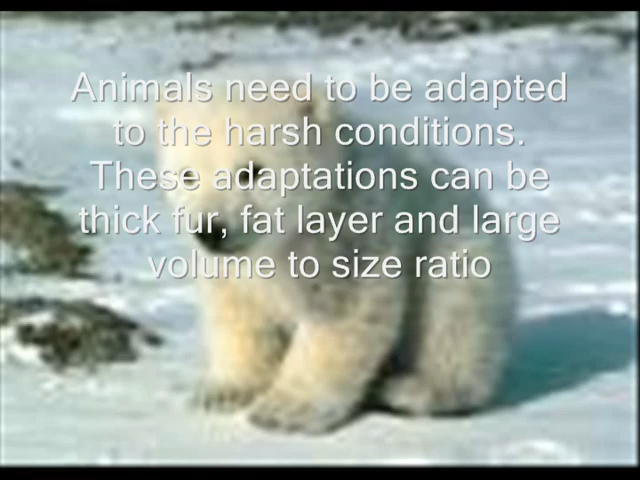 Animals need to be adapted
to the harsh conditions.
These adaptations can be
thick fur, fat layer and large
volume to size ratio